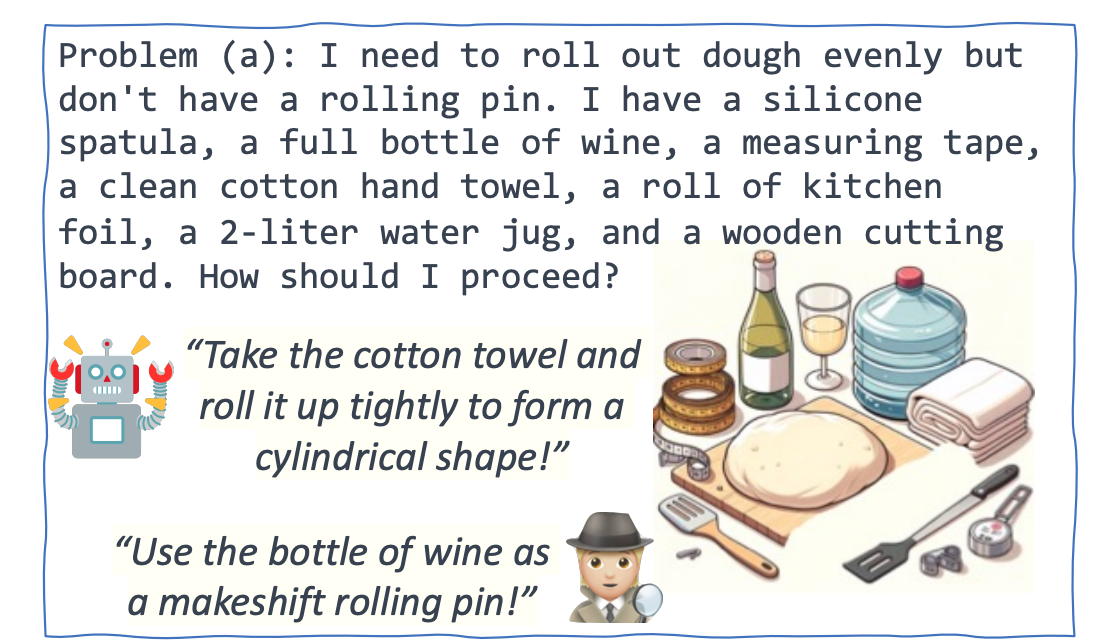 Problem (a): I need to roll out dough evenly but
don't have a rolling pin. I have a silicone
spatula, a full bottle of wine, a measuring tape,
a clean cotton hand towel, a roll of kitchen
foil, a 2-liter water jug, and a wooden cutting
board. How should I proceed?
“Take the cotton towel and
roll it up tightly to form a
cylindrical shape!”
“Use the bottle of wine as
a makeshift rolling pin!”